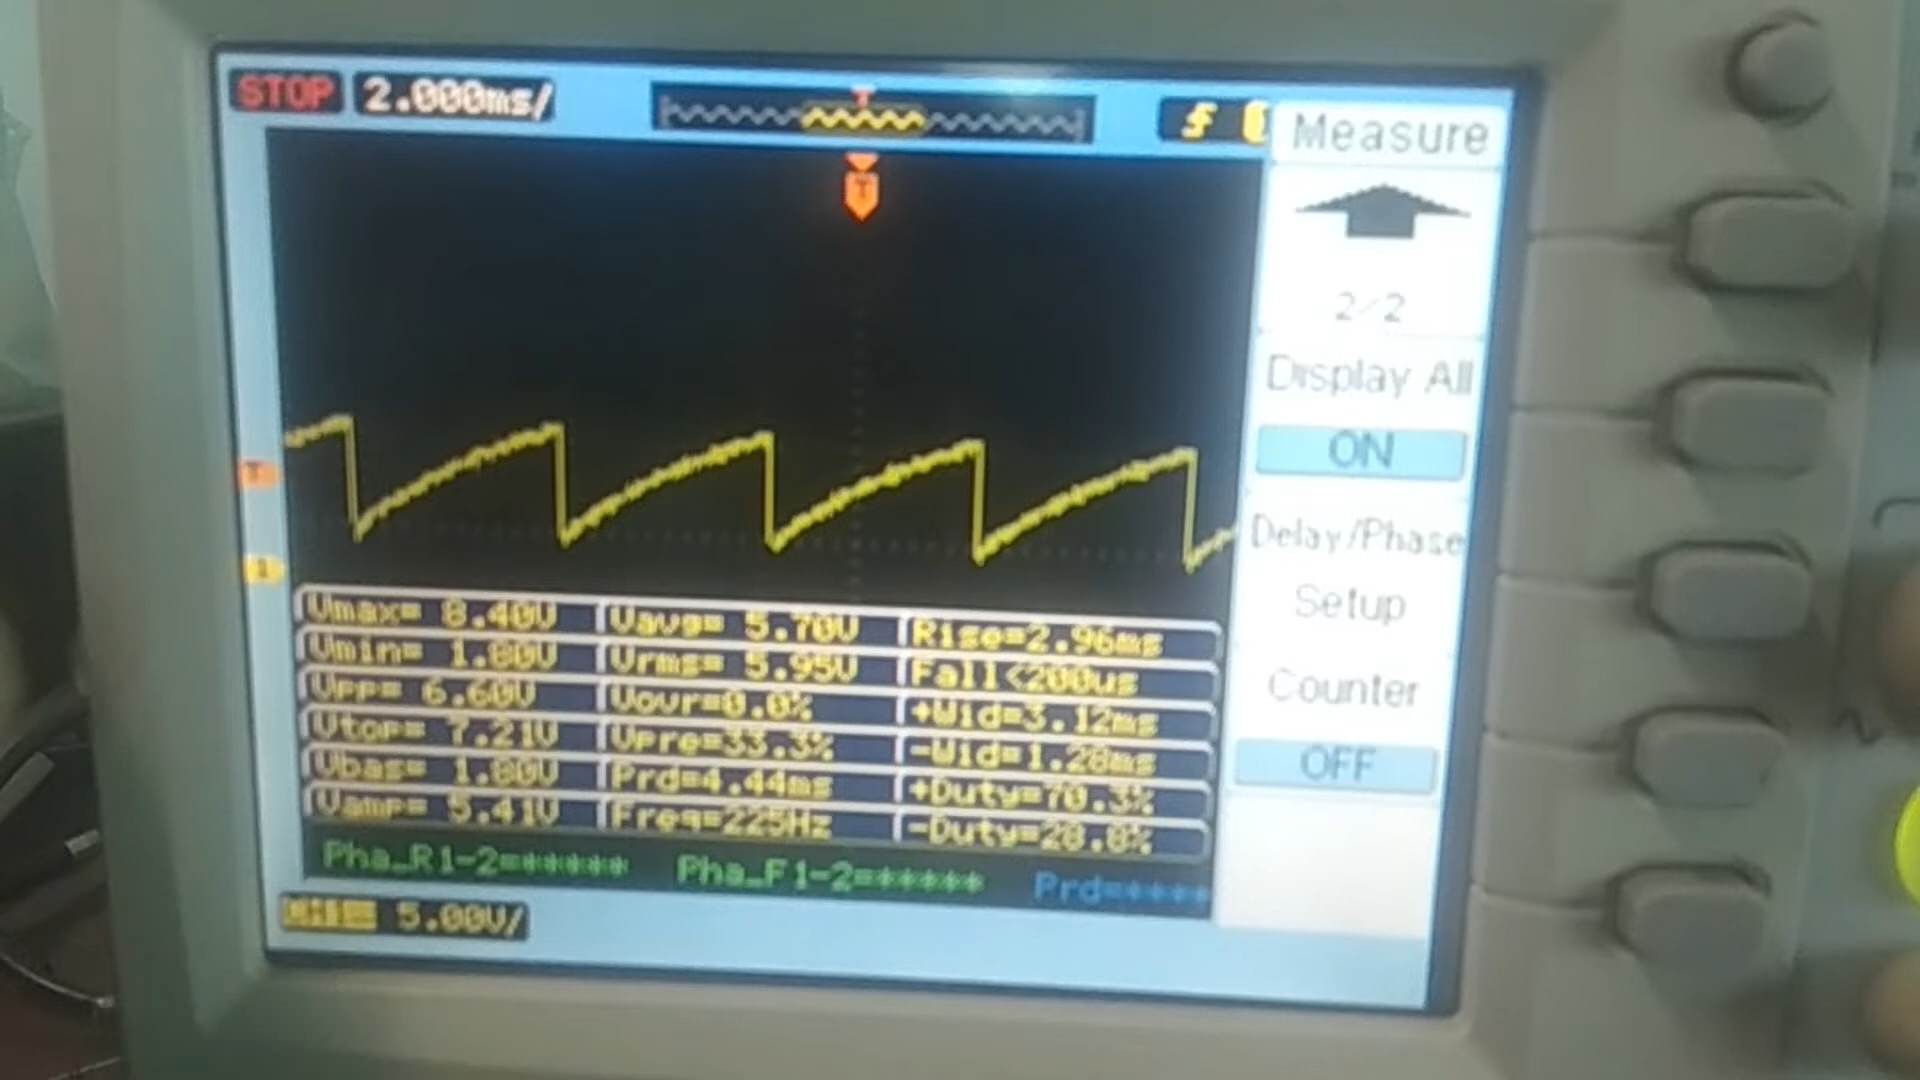 STOP 2.000ms/
T
Measure
T
2/2
Display All
ON
T
Delay/Phase
1
Setup
Vmax= 8.40V Vavg= 5.70V Rise=2.96ms
Vmin= 1.80V Vrms= 5.95V Fall<200us
Counter
Vpp= 6.60V Vovr=0.0% +Wid=3.12ms
Vtop= 7.21V Vpre=33.3% -Wid=1.28ms
OFF
Vbas= 1.80V Prd=4.44ms +Duty=70.3%
Vamp= 5.41V Freq=225Hz -Duty=28.8%
Pha_R1-2=***** Pha_F1-2=***** Prd=****
5.00V/